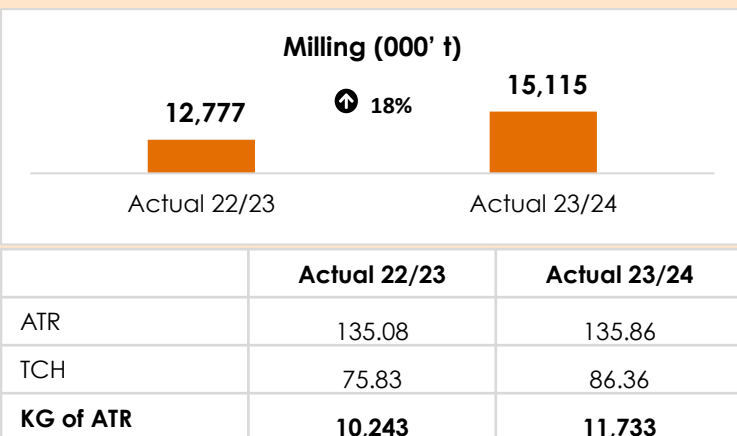 Milling (000' t)
12,777
18%
15,115
Actual 22/23 Actual 23/24
Actual 22/23 Actual 23/24
ATR 135.08 135.86
TCH 75.83 86.36
KG of ATR 10,243 11,733